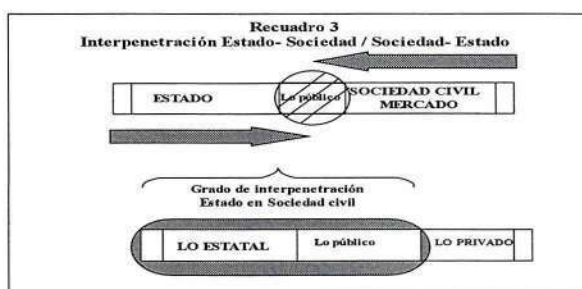 Recuadro 3
Interpenetración Estado- Sociedad / Sociedad- Estado
ESTADO
Lo público
SOCIEDAD CIVIL
MERCADO
Grado de interpenetración
Estado en Sociedad civil
LO ESTATAL
Lo público
LO PRIVADO